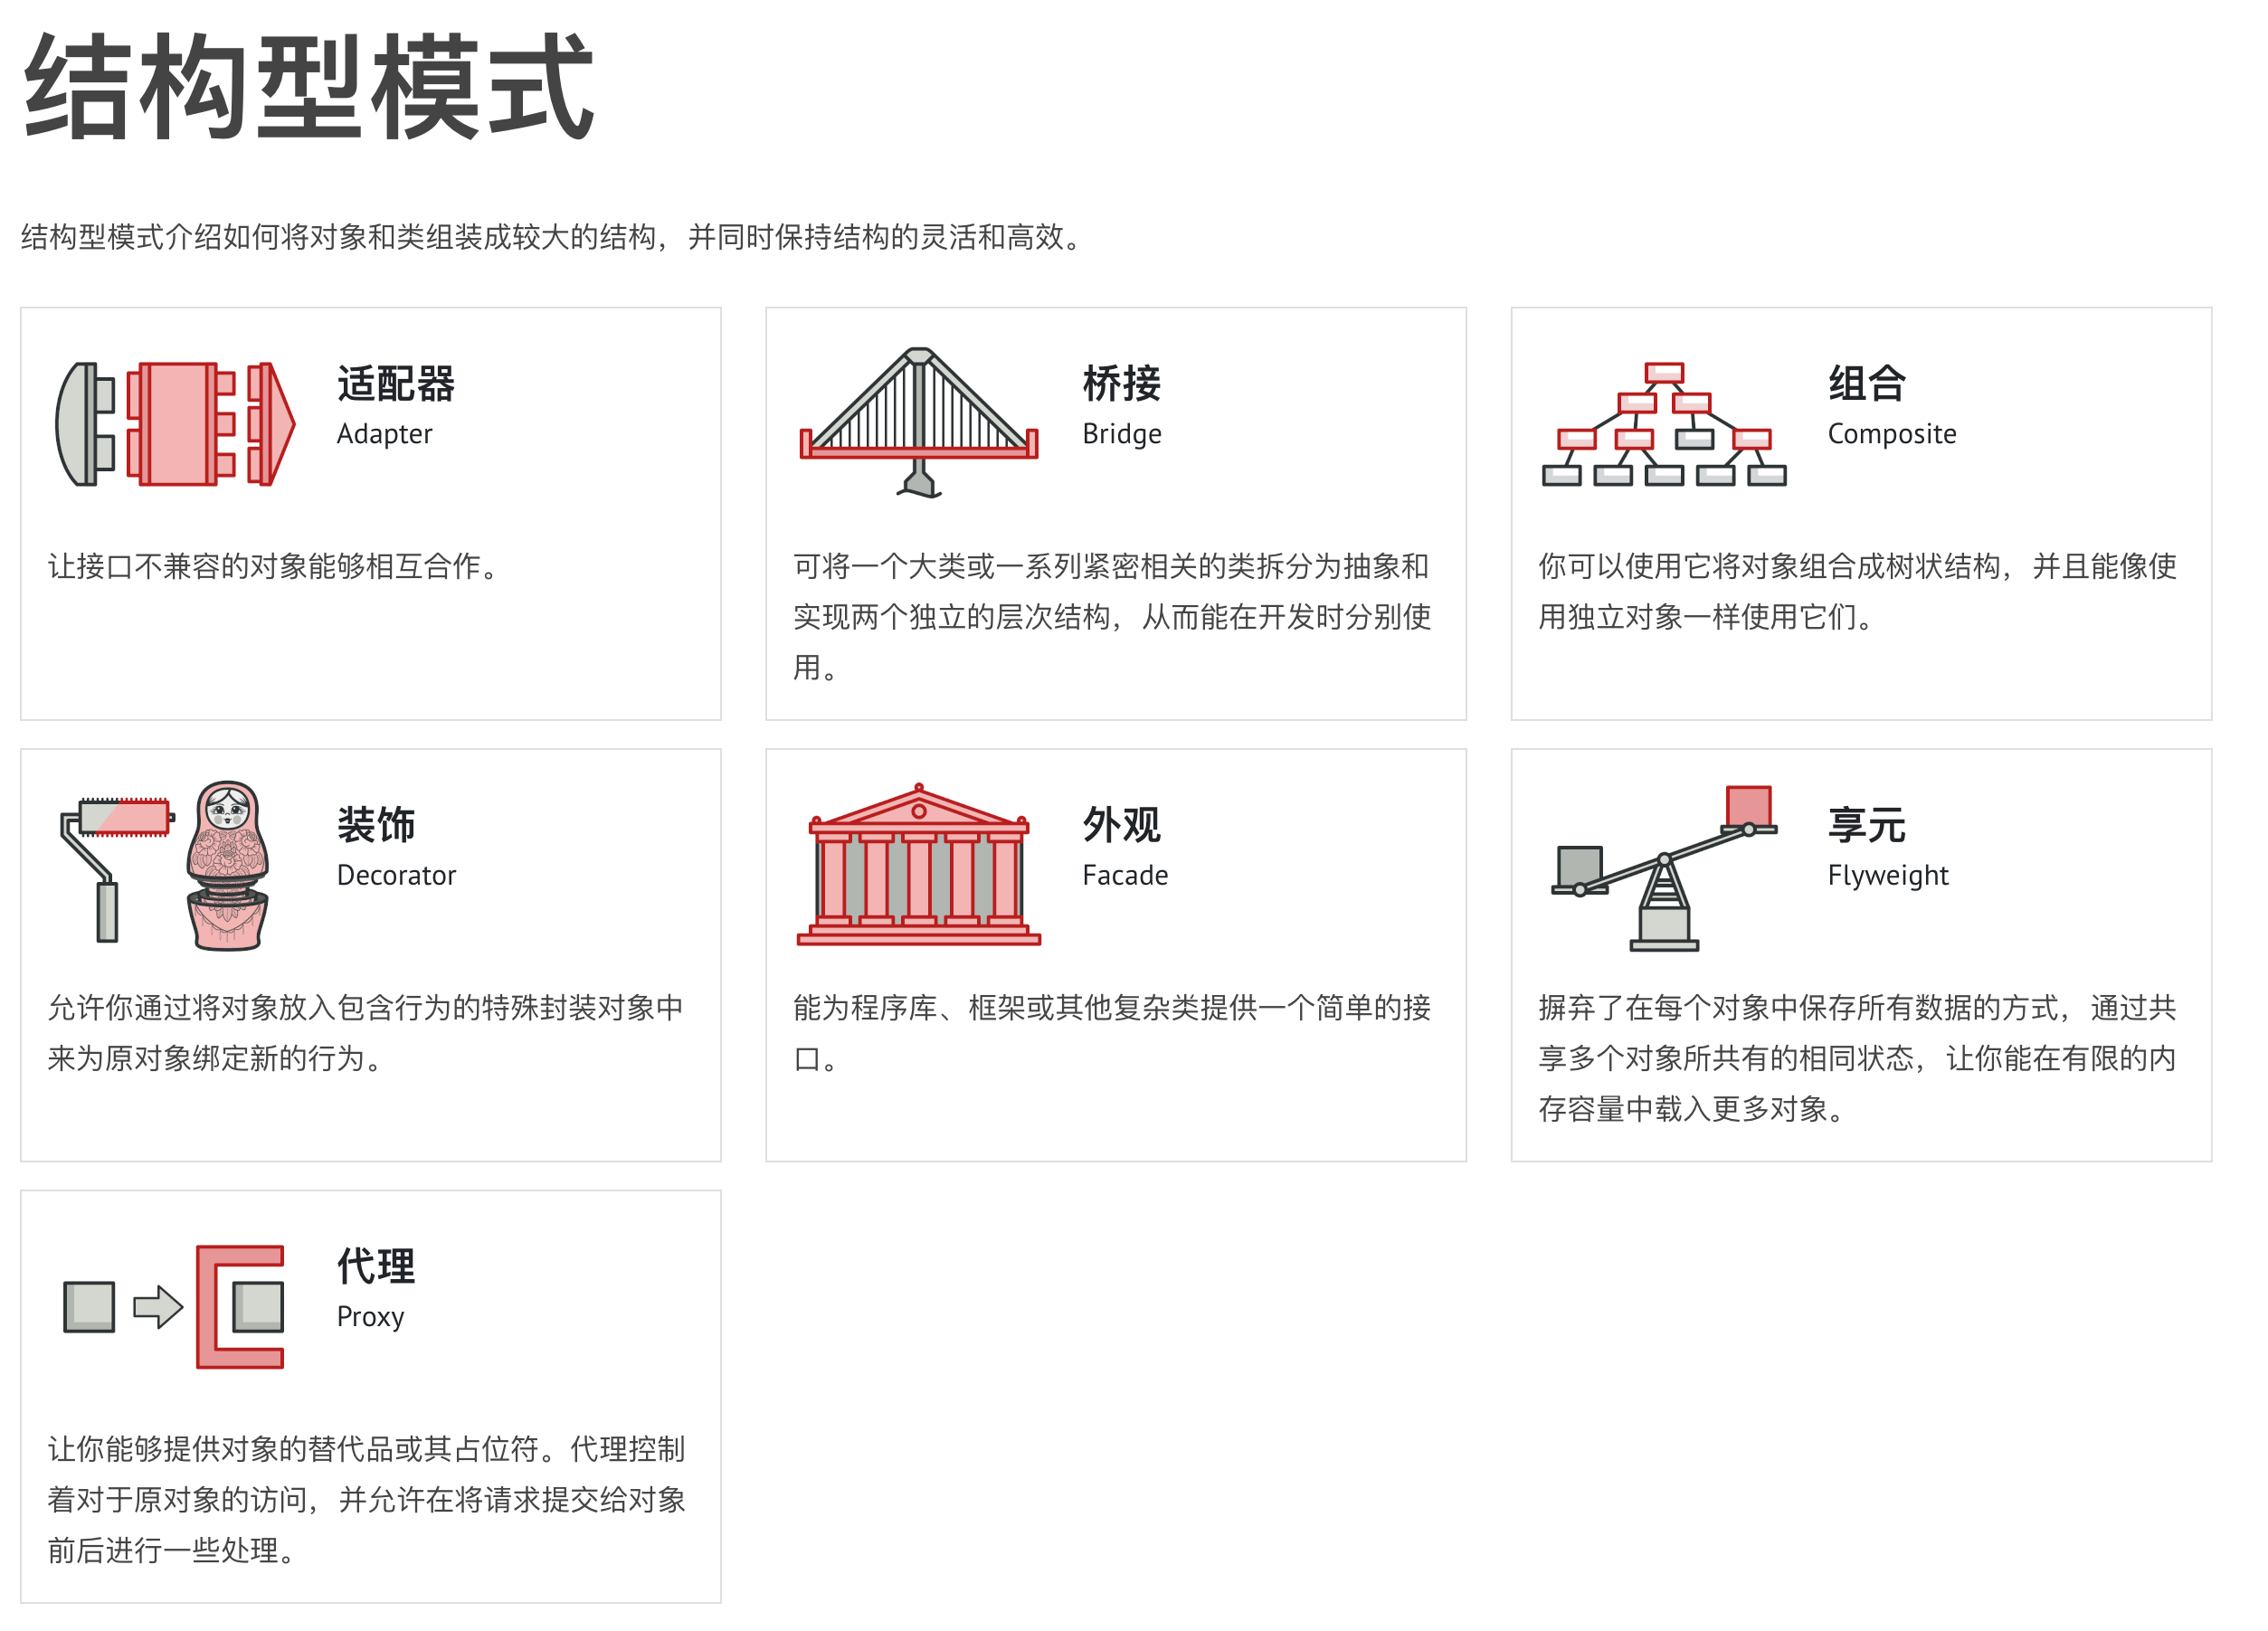 结构型模式
结构型模式介绍如何将对象和类组装成较大的结构，并同时保持结构的灵活和高效。
适配器
Adapter
让接口不兼容的对象能够相互合作。
桥接
Bridge
可将一个大类或一系列紧密相关的类拆分为抽象和
实现两个独立的层次结构，从而能在开发时分别使
用。
组合
Composite
你可以使用它将对象组合成树状结构，并且能像使
用独立对象一样使用它们。
装饰
Decorator
允许你通过将对象放入包含行为的特殊封装对象中
来为原对象绑定新的行为。
外观
Facade
能为程序库、框架或其他复杂类提供一个简单的接
口。
享元
Flyweight
摒弃了在每个对象中保存所有数据的方式，通过共
享多个对象所共有的相同状态，让你能在有限的内
存容量中载入更多对象。
代理
Proxy
让你能够提供对象的替代品或其占位符。代理控制
着对于原对象的访问，并允许在将请求提交给对象
前后进行一些处理。